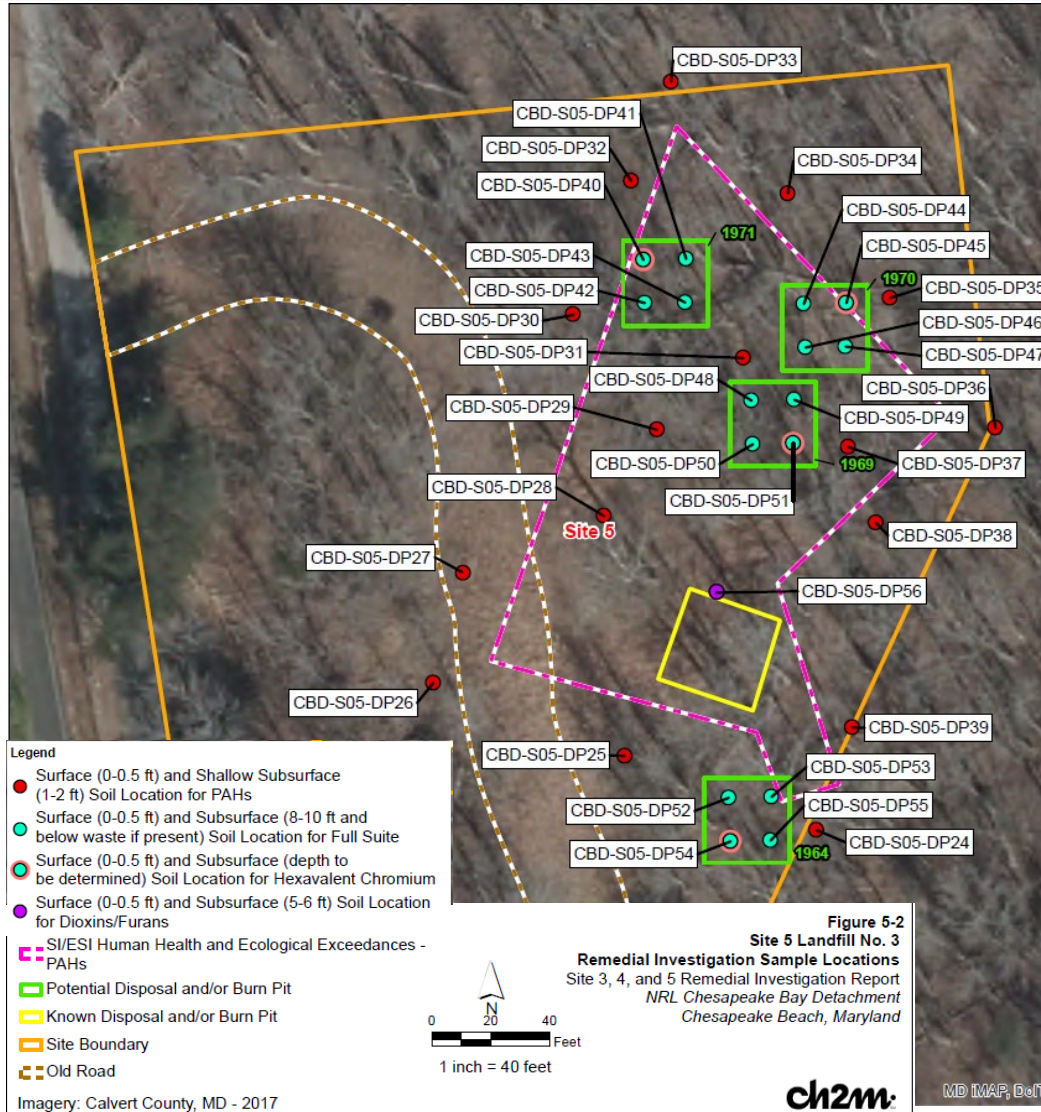 CBD-S05-DP33
CBD-S05-DP41
CBD-S05-DP32
CBD-S05-DP34
CBD-S05-DP40
CBD-S05-DP44
1971
CBD-S05-DP45
CBD-S05-DP43
1970
CBD-S05-DP35
CBD-S05-DP42
CBD-S05-DP30
CBD-S05-DP46
CBD-S05-DP31
CBD-S05-DP47
CBD-S05-DP48
CBD-S05-DP36
CBD-S05-DP29
CBD-S05-DP49
CBD-S05-DP50
1969
CBD-S05-DP37
CBD-S05-DP28
CBD-S05-DP51
Site 5
CBD-S05-DP38
CBD-S05-DP27
CBD-S05-DP56
CBD-S05-DP26
CBD-S05-DP39
CBD-S05-DP25
CBD-S05-DP53
CBD-S05-DP52
CBD-S05-DP55
CBD-S05-DP54
1964
CBD-S05-DP24
Legend
Surface (0-0.5 ft) and Shallow Subsurface
(1-2 ft) Soil Location for PAHs
Surface (0-0.5 ft) and Subsurface (8-10 ft and
below waste if present) Soil Location for Full Suite
Surface (0-0.5 ft) and Subsurface (depth to
be determined) Soil Location for Hexavalent Chromium
Surface (0-0.5 ft) and Subsurface (5-6 ft) Soil Location
for Dioxins/Furans
SI/ESI Human Health and Ecological Exceedances -
PAHs
Potential Disposal and/or Burn Pit
Known Disposal and/or Burn Pit
Site Boundary
Old Road
Imagery: Calvert County, MD - 2017
N
0 20 40
Feet
1 inch = 40 feet
Figure 5-2
Site 5 Landfill No. 3
Remedial Investigation Sample Locations
Site 3, 4, and 5 Remedial Investigation Report
NRL Chesapeake Bay Detachment
Chesapeake Beach, Maryland
ch2m:
MD iMAP, DoIT